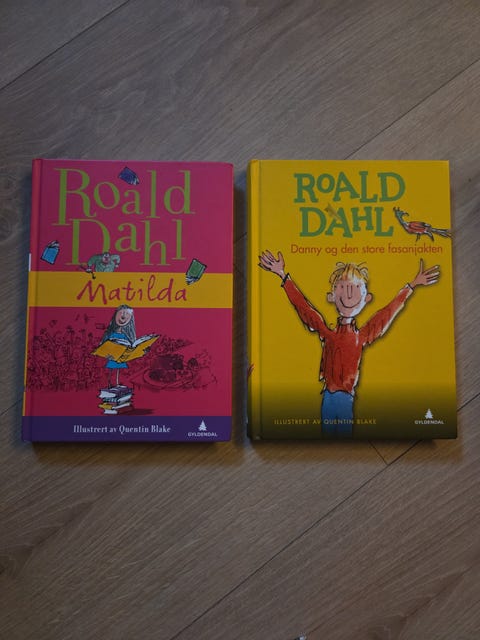 Roald
Dahl
Matilda
Illustrert av Quentin Blake
GYLDENDAL
ROALD
DAHL
Danny og den store fasanjakten
ILLUSTRERT AV QUENTIN BLAKE
GYLDENDAL